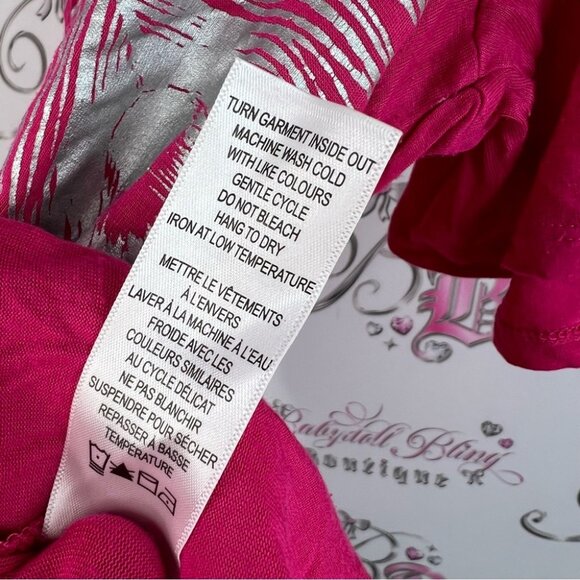 TURN GARMENT INSIDE OUT
MACHINE WASH COLD
WITH LIKE COLOURS
GENTLE CYCLE
DO NOT BLEACH
HANG TO DRY
IRON AT LOW TEMPERATURE
METTRE LE VÊTEMENTS
À L'ENVERS
LAVER À LA MACHINE À L'EAU
FROIDE AVEC LES
COULEURS SIMILAIRES
AU CYCLE DÉLICAT
NE PAS BLANCHIR
SUSPENDRE POUR SÉCHER
REPASSER À BASSE
TEMPÉRATURE
Babydoll Bling
Boutique